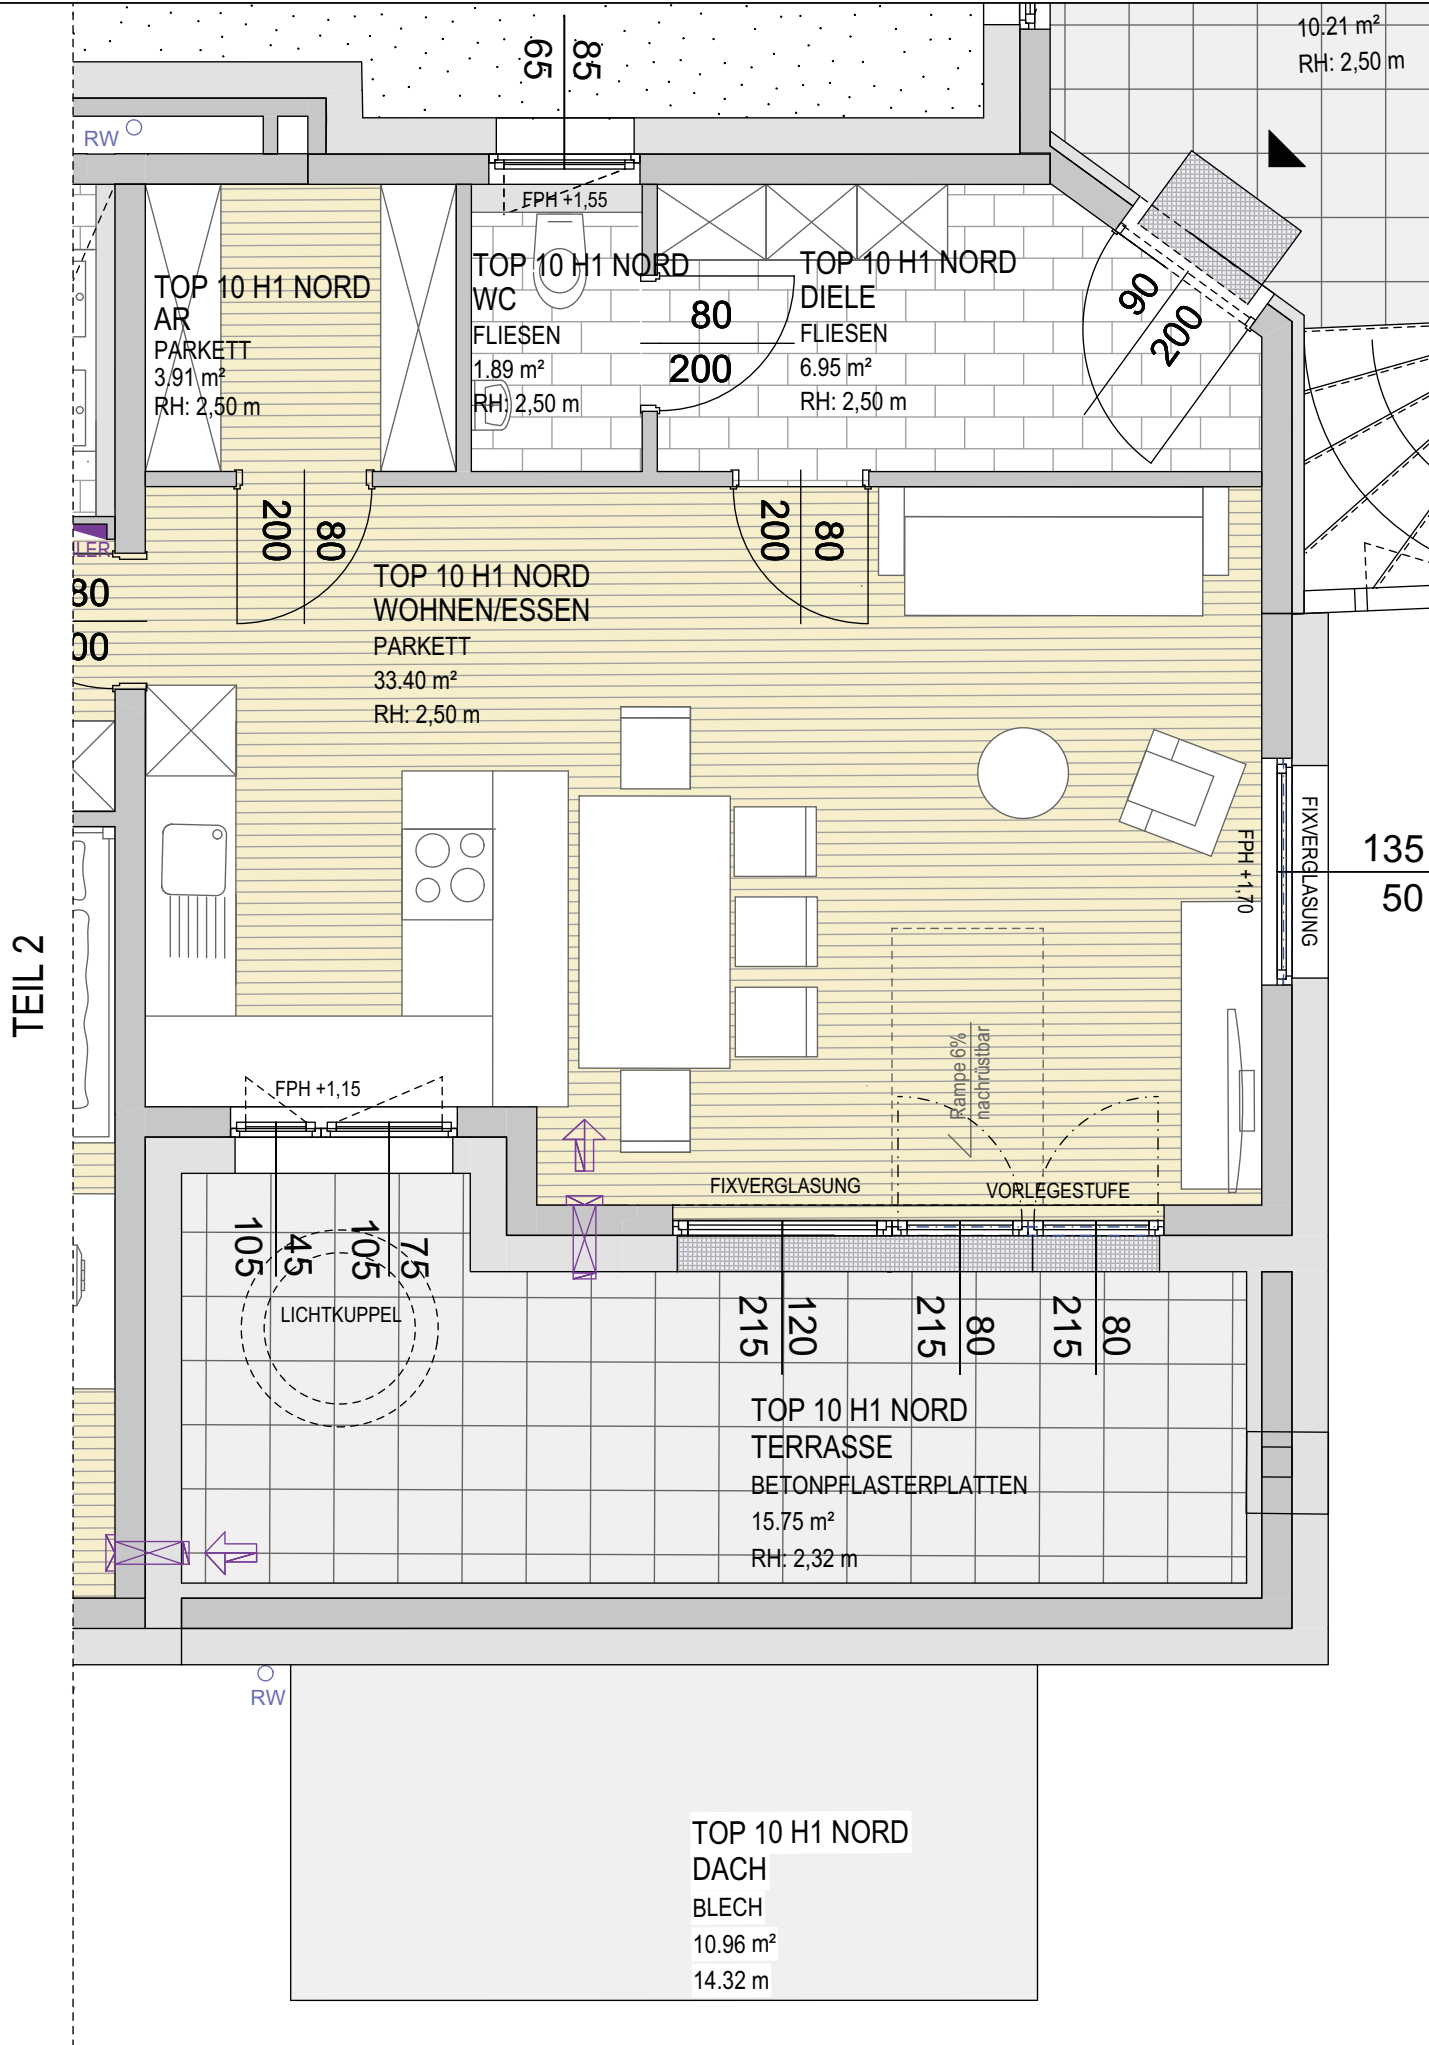 10.21 m²
RH: 2,50 m
85
65
RW
FPH +1,55
TOP 10 H1 NORD
AR
PARKETT
3.91 m²
RH: 2,50 m
TOP 10 H1 NORD
WC
FLIESEN
1.89 m²
RH: 2,50 m
80
200
TOP 10 H1 NORD
DIELE
FLIESEN
6.95 m²
RH: 2,50 m
90
200
80
200
80
200
LER
80
00
TOP 10 H1 NORD
WOHNEN/ESSEN
PARKETT
33.40 m²
RH: 2,50 m
FPH +1,70
FIXVERGLASUNG
135
50
TEIL 2
Rampe 6%
nachrüstbar
FPH +1,15
FIXVERGLASUNG
VORLEGESTUFE
45
105
75
105
LICHTKUPPEL
120
215
80
215
80
215
TOP 10 H1 NORD
TERRASSE
BETONPFLASTERPLATTEN
15.75 m²
RH: 2,32 m
RW
TOP 10 H1 NORD
DACH
BLECH
10.96 m²
14.32 m